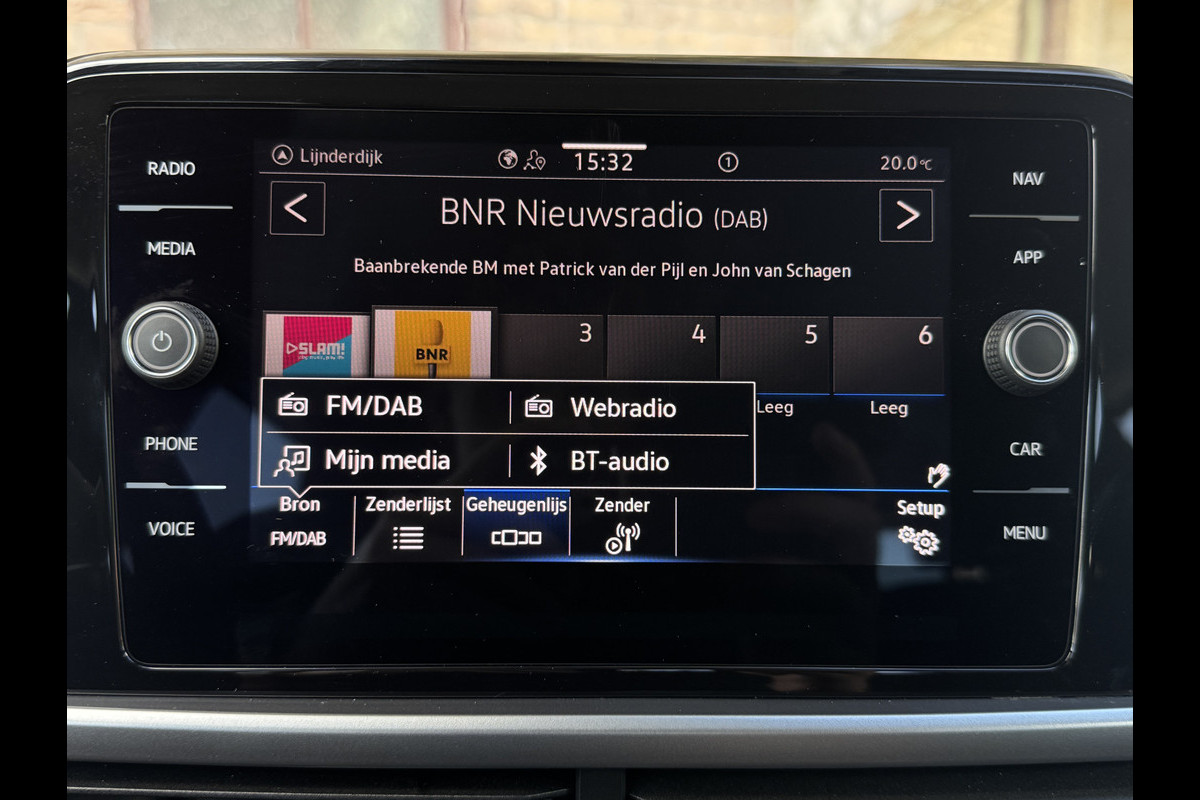 RADIO
MEDIA
PHONE
VOICE
Lijnderdijk
15:32
1
20.0°C
BNR Nieuwsradio (DAB)
Baanbrekende BM met Patrick van der Pijl en John van Schagen
SLAM!
BNR
3
4
5
6
Leeg
Leeg
FM/DAB
Webradio
Mijn media
BT-audio
Bron
FM/DAB
Zenderlijst
Geheugenlijs
Zender
Setup
NAV
APP
CAR
MENU